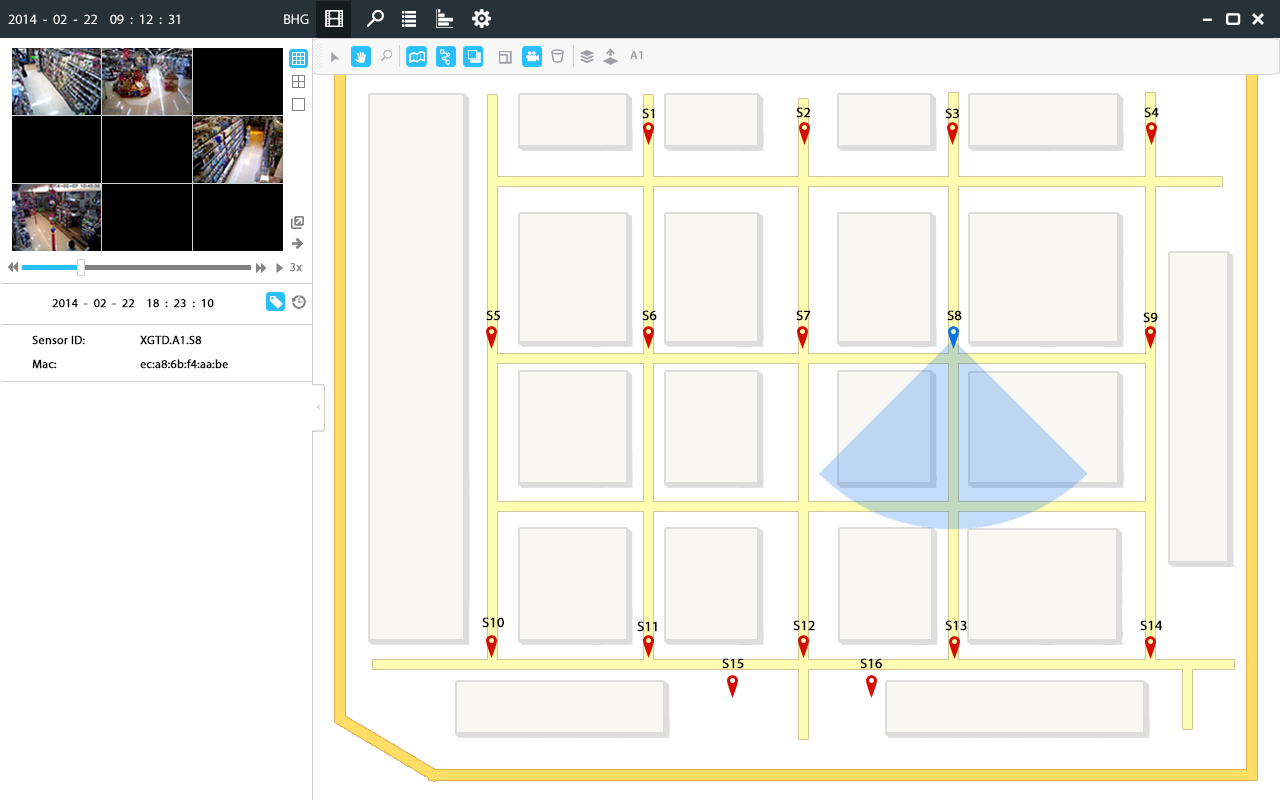 2014 - 02 - 22 09 : 12 : 31
BHG
A1
3x
2014 - 02 - 22 18 : 23 : 10
Sensor ID: XGTD.A1.S8
Mac: ec:a8:6b:f4:aa:be
S1
S2
S3
S4
S5
S6
S7
S8
S9
S10
S11
S12
S13
S14
S15
S16